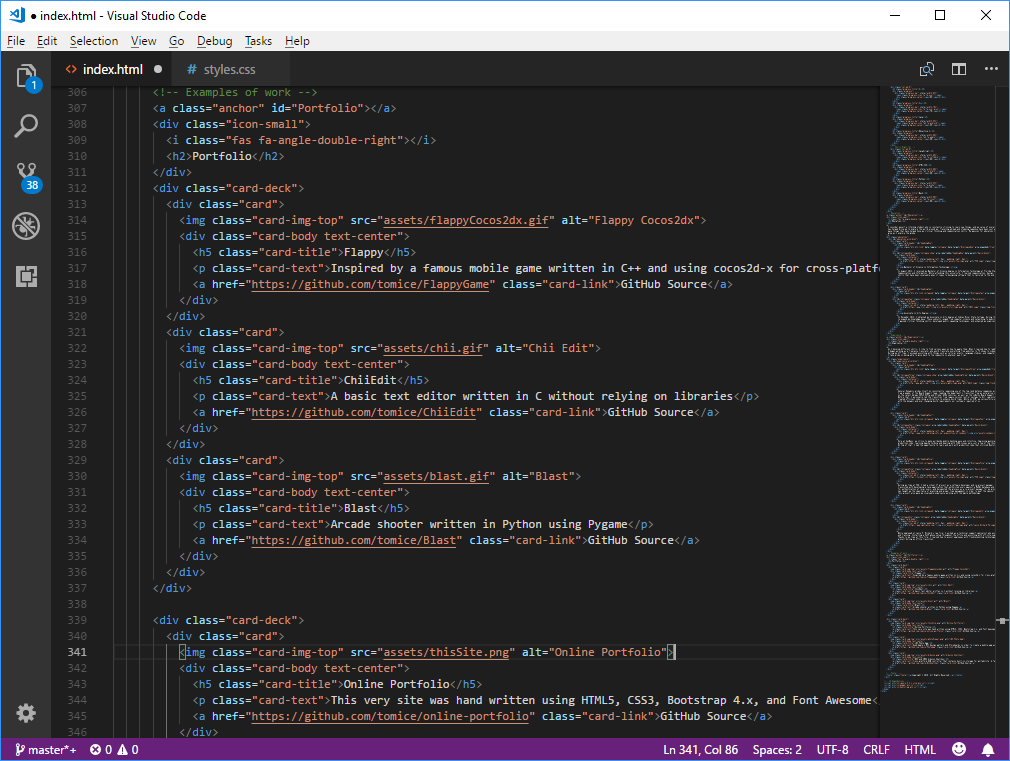 ● index.html - Visual Studio Code
File Edit Selection View Go Debug Tasks Help
1
38
<> index.html ●
# styles.css
306 <!-- Examples of work -->
307 <a class="anchor" id="Portfolio"></a>
308 <div class="icon-small">
309 <i class="fas fa-angle-double-right"></i>
310 <h2>Portfolio</h2>
311 </div>
312 <div class="card-deck">
313 <div class="card">
314 <img class="card-img-top" src="assets/flappyCocos2dx.gif" alt="Flappy Cocos2dx">
315 <div class="card-body text-center">
316 <h5 class="card-title">Flappy</h5>
317 <p class="card-text">Inspired by a famous mobile game written in C++ and using cocos2d-x for cross-platf
318 <a href="https://github.com/tomice/FlappyGame" class="card-link">GitHub Source</a>
319 </div>
320 </div>
321 <div class="card">
322 <img class="card-img-top" src="assets/chii.gif" alt="Chii Edit">
323 <div class="card-body text-center">
324 <h5 class="card-title">ChiiEdit</h5>
325 <p class="card-text">A basic text editor written in C without relying on libraries</p>
326 <a href="https://github.com/tomice/ChiiEdit" class="card-link">GitHub Source</a>
327 </div>
328 </div>
329 <div class="card">
330 <img class="card-img-top" src="assets/blast.gif" alt="Blast">
331 <div class="card-body text-center">
332 <h5 class="card-title">Blast</h5>
333 <p class="card-text">Arcade shooter written in Python using Pygame</p>
334 <a href="https://github.com/tomice/Blast" class="card-link">GitHub Source</a>
335 </div>
336 </div>
337 </div>
338
339 <div class="card-deck">
340 <div class="card">
341 <img class="card-img-top" src="assets/thisSite.png" alt="Online Portfolio">
342 <div class="card-body text-center">
343 <h5 class="card-title">Online Portfolio</h5>
344 <p class="card-text">This very site was hand written using HTML5, CSS3, Bootstrap 4.x, and Font Awesome<
345 <a href="https://github.com/tomice/online-portfolio" class="card-link">GitHub Source</a>
346 </div>
master*+ 0 0 Ln 341, Col 86 Spaces: 2 UTF-8 CRLF HTML